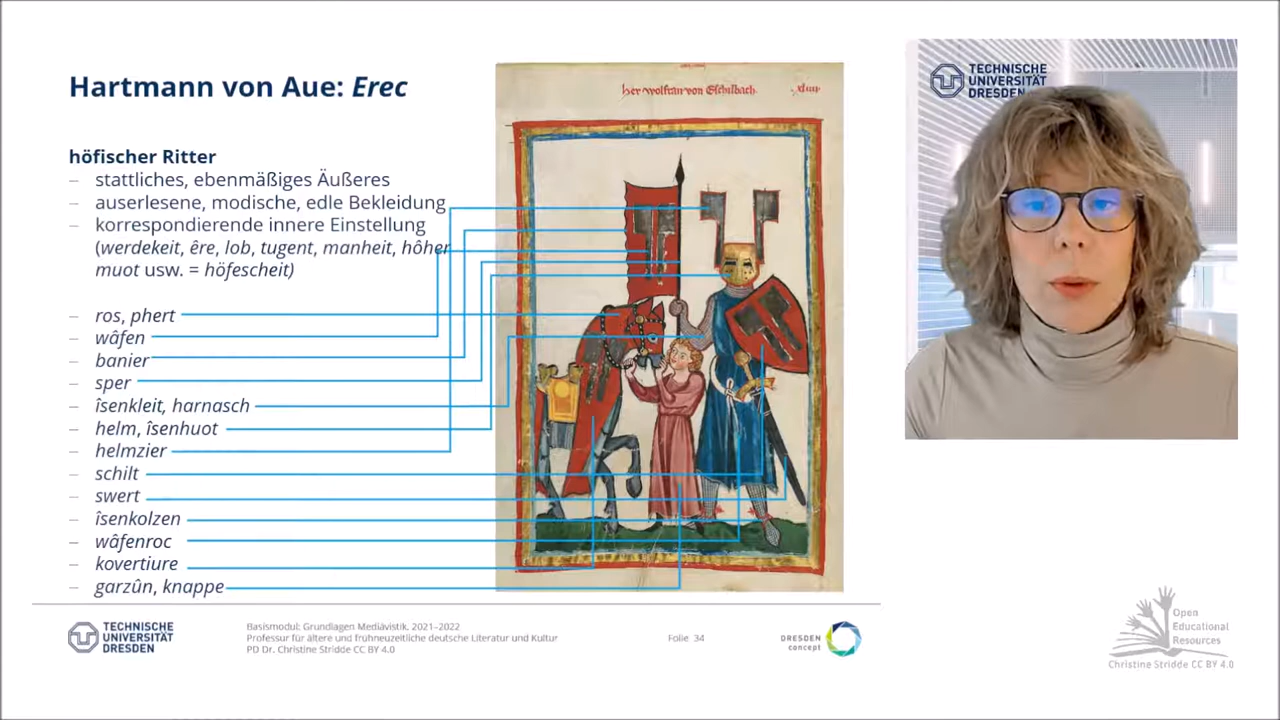 Hartmann von Aue: Erec
höfischer Ritter
– stattliches, ebenmäßiges Äußeres
– auserlesene, modische, edle Bekleidung
– korrespondierende innere Einstellung
(werdekeit, êre, lob, tugent, manheit, hôher
muot usw. = höfescheit)
– ros, phert
– wâfen
– banier
– sper
– îsenkleit, harnasch
– helm, îsenhuot
– helmzier
– schilt
– swert
– îsenkolzen
– wâfenroc
– kovertiure
– garzûn, knappe
her wolfran von Eschilbach.
TECHNISCHE
UNIVERSITÄT
DRESDEN
TECHNISCHE
UNIVERSITÄT
DRESDEN
Basismodul: Grundlagen Mediävistik, 2021–2022
Professur für ältere und frühneuzeitliche deutsche Literatur und Kultur
PD Dr. Christine Stridde CC BY 4.0
Folie 34
DRESDEN
concept
Open
Educational
Resources
Christine Stridde CC BY 4.0